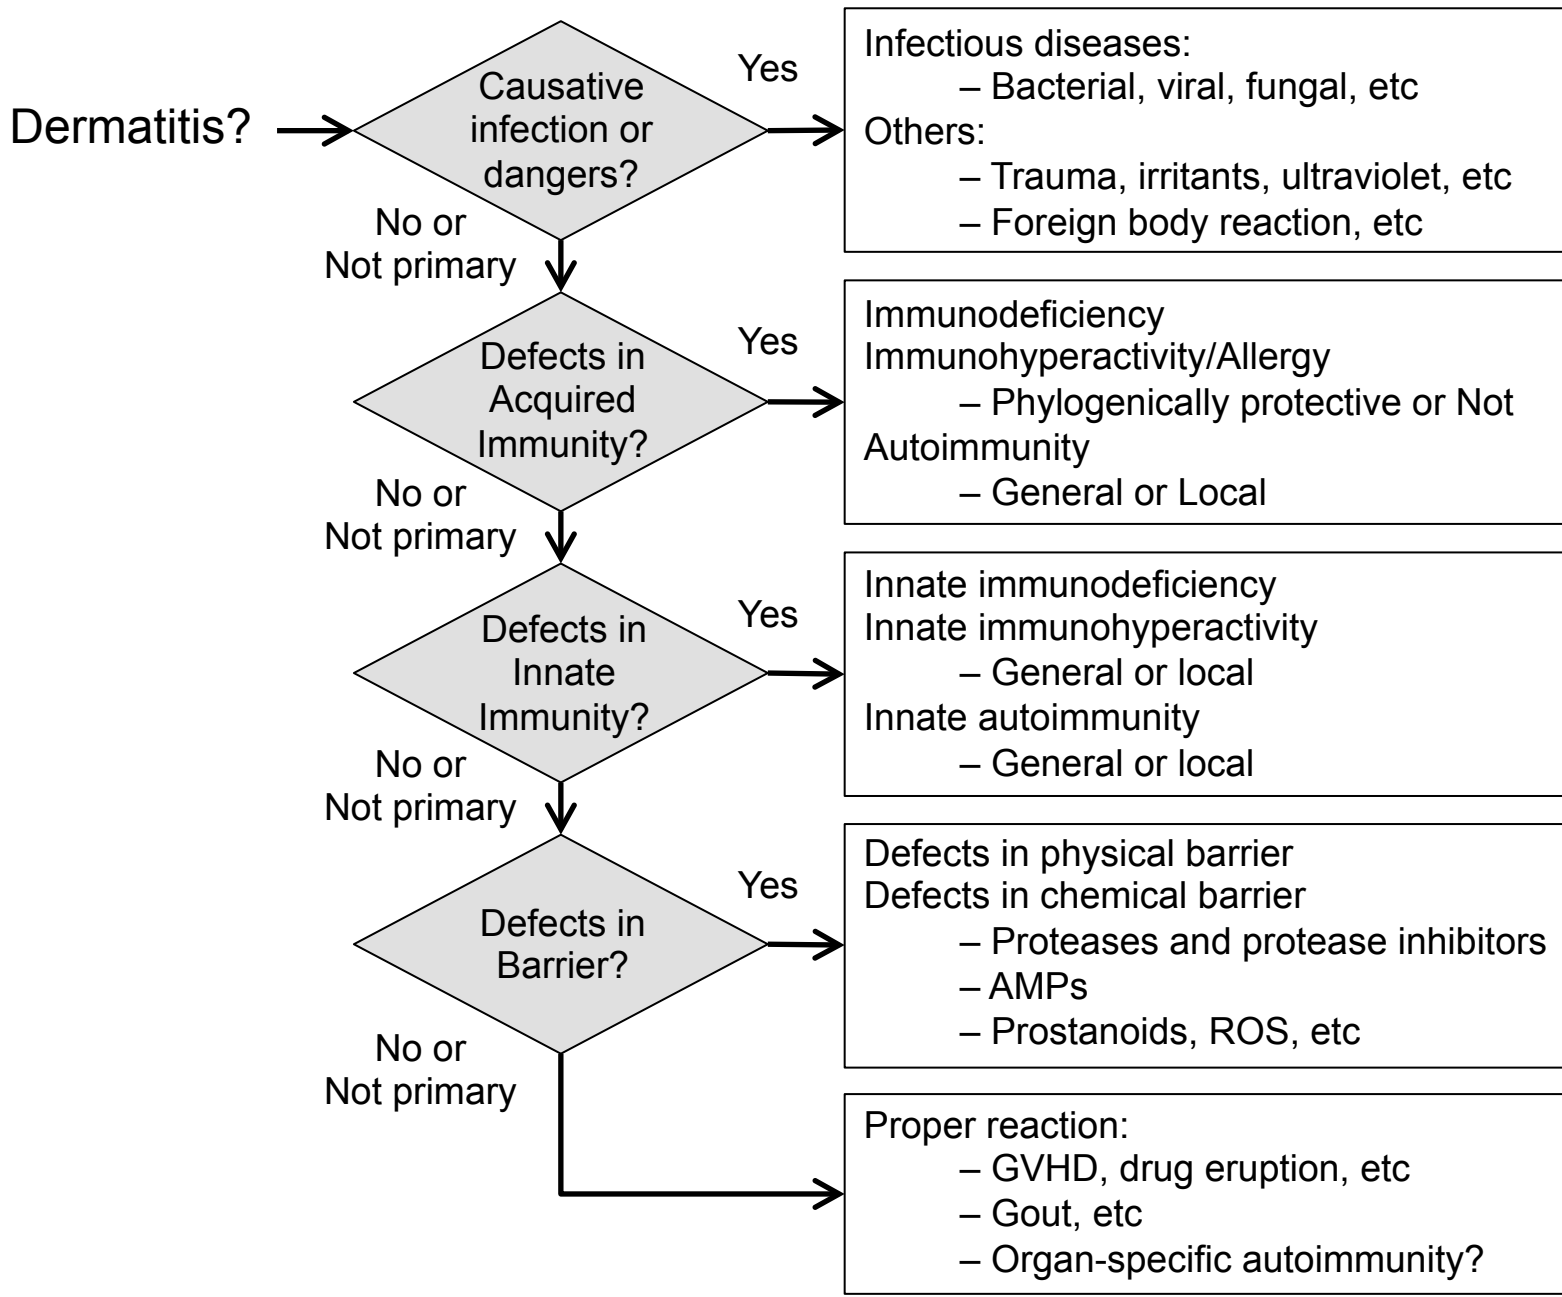 Dermatitis?
Causative
infection or
dangers?
Yes
Infectious diseases:
– Bacterial, viral, fungal, etc
Others:
– Trauma, irritants, ultraviolet, etc
– Foreign body reaction, etc
No or
Not primary
Defects in
Acquired
Immunity?
Yes
Immunodeficiency
Immunohyperactivity/Allergy
– Phylogenically protective or Not
Autoimmunity
– General or Local
No or
Not primary
Defects in
Innate
Immunity?
Yes
Innate immunodeficiency
Innate immunohyperactivity
– General or local
Innate autoimmunity
– General or local
No or
Not primary
Defects in
Barrier?
Yes
Defects in physical barrier
Defects in chemical barrier
– Proteases and protease inhibitors
– AMPs
– Prostanoids, ROS, etc
No or
Not primary
Proper reaction:
– GVHD, drug eruption, etc
– Gout, etc
– Organ-specific autoimmunity?